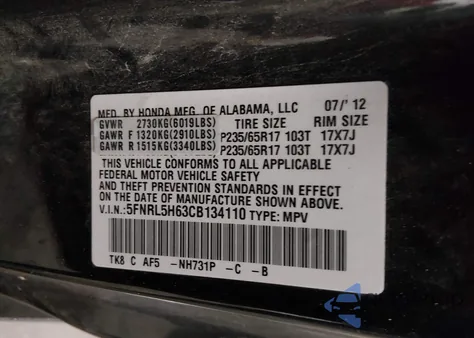 MFD. BY HONDA MFG. OF ALABAMA, LLC 07/'12
GVWR 2730KG(6019LBS) TIRE SIZE RIM SIZE
GAWR F 1320KG(2910LBS) P235/65R17 103T 17X7J
GAWR R 1515KG(3340LBS) P235/65R17 103T 17X7J
THIS VEHICLE CONFORMS TO ALL APPLICABLE
FEDERAL MOTOR VEHICLE SAFETY
AND THEFT PREVENTION STANDARDS IN EFFECT
ON THE DATE OF MANUFACTURE SHOWN ABOVE.
V.I.N.: 5FNRL5H63CB134110 TYPE: MPV
TK8 C AF5 -NH731P -C -B